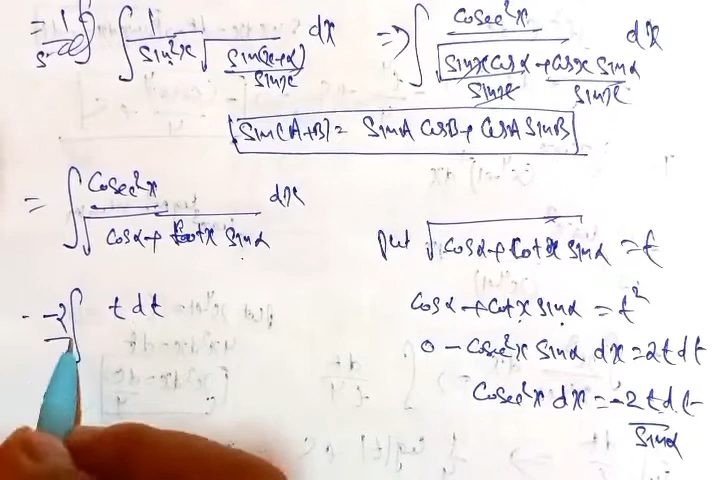 ∫ 1/(sin²x √(sin(x+α)/sinx)) dx ⇒ ∫ cosec²x/√((sinx cosα + cosx sinα)/sinx) dx
sin(A+B) = sinA cosB + cosA sinB
= ∫ cosec²x/√(cosα + cotx sinα) dx
put √(cosα + cotx sinα) = t
cosα + cotx sinα = t²
-2∫ t dt
0 - cosec²x sinα dx = 2t dt
cosec²x dx = -2t dt/sinα